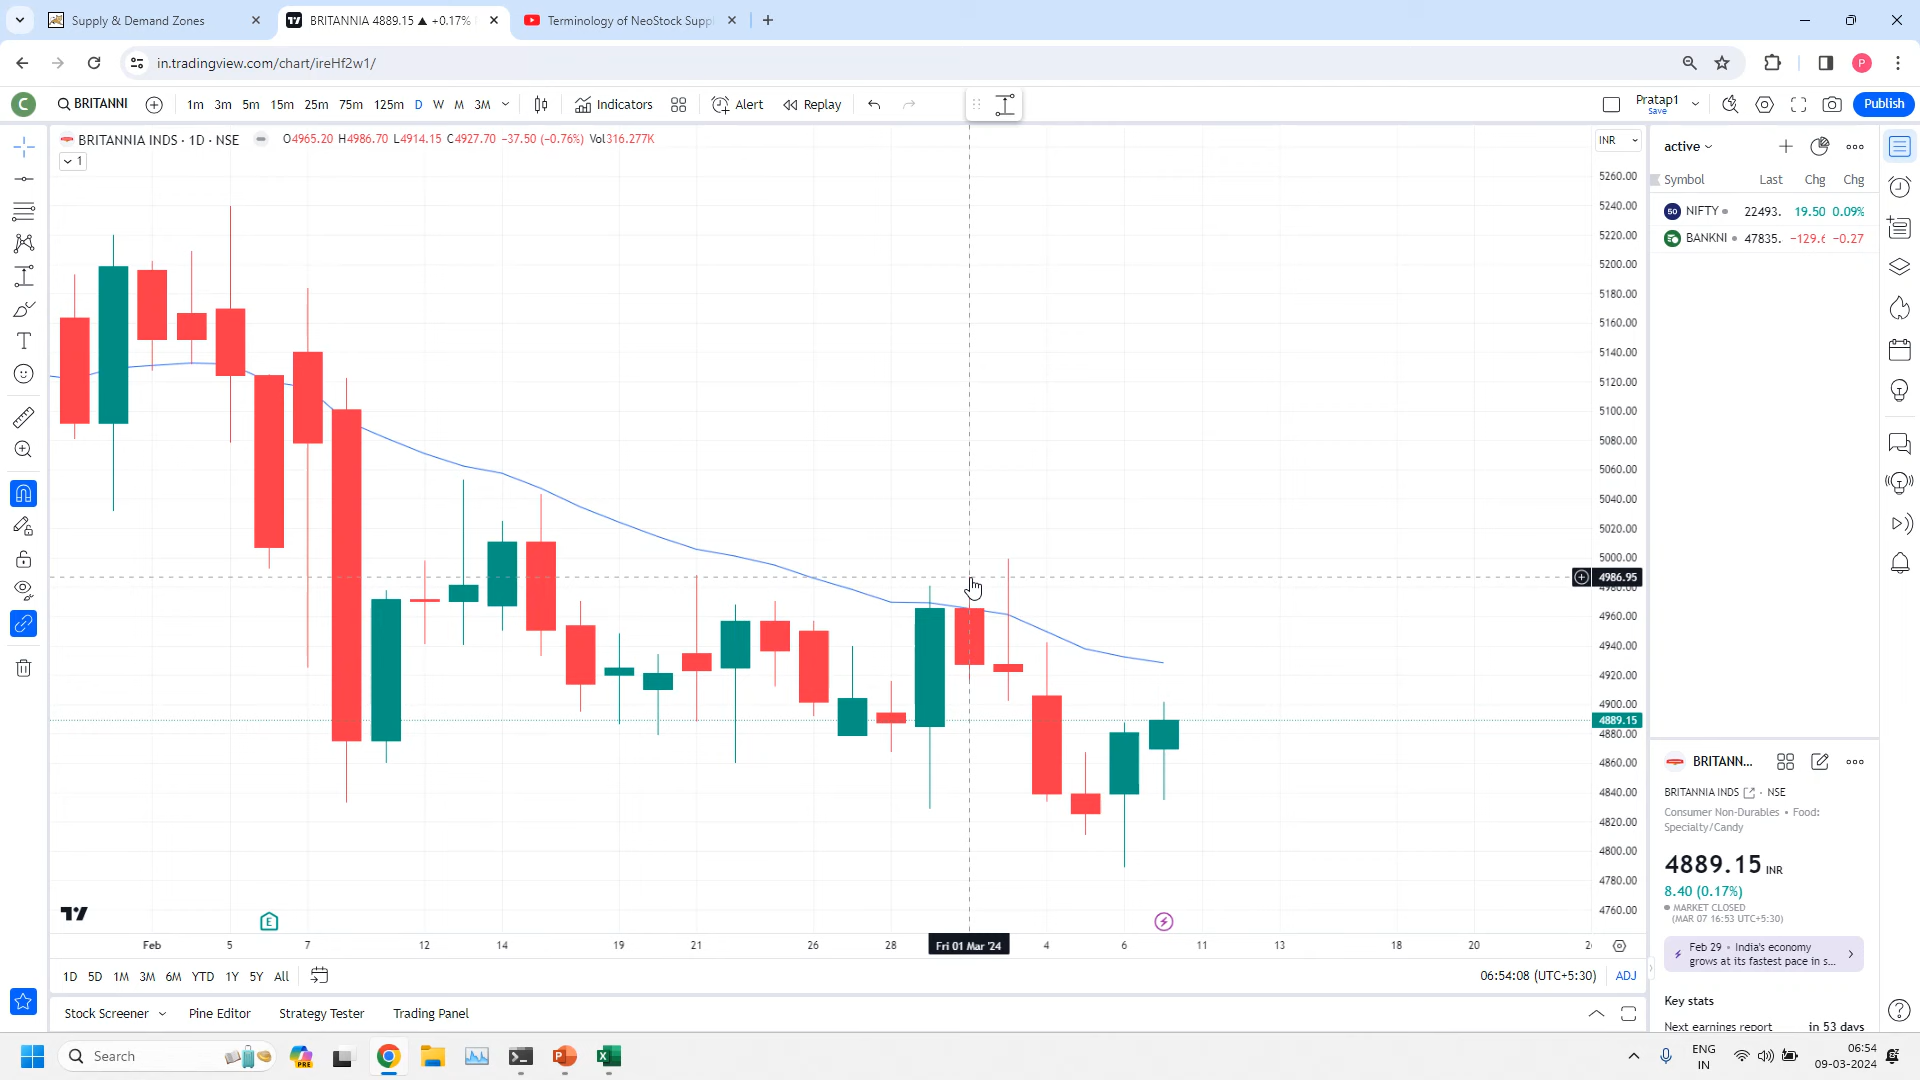 Supply & Demand Zones
BRITANNIA 4889.15 ▲ +0.17%
Terminology of NeoStock Supp
in.tradingview.com/chart/ireHf2w1/
P
C
BRITANNI
1m 3m 5m 15m 25m 75m 125m D W M 3M
Indicators
Alert
Replay
Pratap1
Save
Publish
BRITANNIA INDS · 1D · NSE
O4965.20 H4986.70 L4914.15 C4927.70 −37.50 (−0.76%) Vol316.277K
1
INR
5260.00
5240.00
5220.00
5200.00
5180.00
5160.00
5140.00
5120.00
5100.00
5080.00
5060.00
5040.00
5020.00
5000.00
4986.95
4980.00
4960.00
4940.00
4920.00
4900.00
4889.15
4880.00
4860.00
4840.00
4820.00
4800.00
4780.00
4760.00
E
Feb 5 7 12 14 19 21 26 28 Fri 01 Mar '24 4 6 11 13 18 20
1D 5D 1M 3M 6M YTD 1Y 5Y All
06:54:08 (UTC+5:30) ADJ
Stock Screener
Pine Editor
Strategy Tester
Trading Panel
active
Symbol Last Chg Chg
50 NIFTY 22493. 19.50 0.09%
BANKNI 47835. −129.6 −0.27
BRITANN...
BRITANNIA INDS · NSE
Consumer Non-Durables • Food:
Specialty/Candy
4889.15 INR
8.40 (0.17%)
MARKET CLOSED
(MAR 07 16:53 UTC+5:30)
Feb 29 • India's economy
grows at its fastest pace in s...
Key stats
Next earnings report in 53 days
Search
PRE
ENG
IN
06:54
09-03-2024